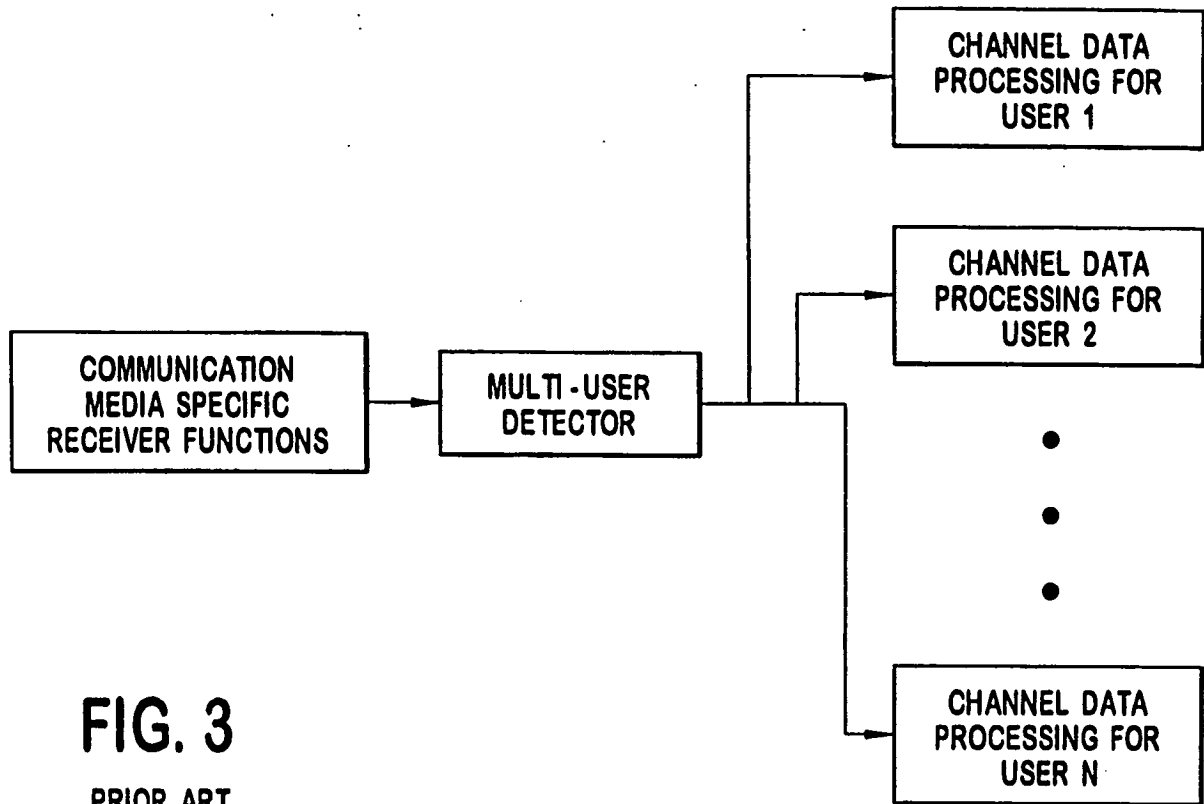 CHANNEL DATA
PROCESSING FOR
USER 1
CHANNEL DATA
PROCESSING FOR
USER 2
COMMUNICATION
MEDIA SPECIFIC
RECEIVER FUNCTIONS
MULTI-USER
DETECTOR
CHANNEL DATA
PROCESSING FOR
USER N
FIG. 3
PRIOR ART